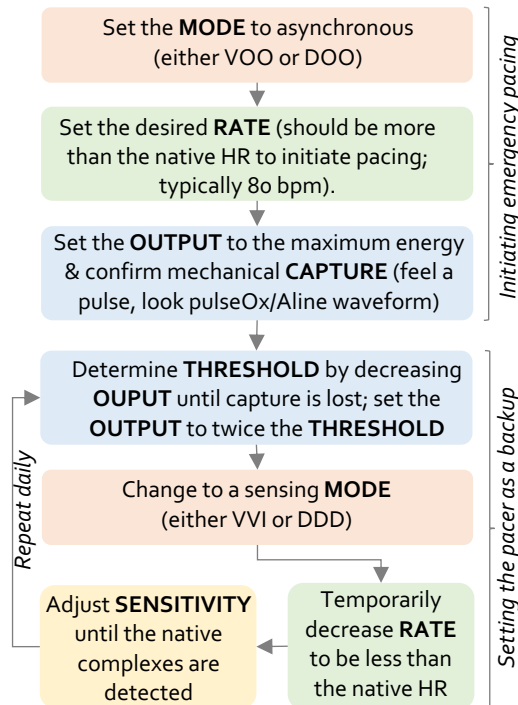 Set the MODE to asynchronous
(either VOO or DOO)
Set the desired RATE (should be more
than the native HR to initiate pacing;
typically 80 bpm).
Set the OUTPUT to the maximum energy
& confirm mechanical CAPTURE (feel a
pulse, look pulseOx/Aline waveform)
Initiating emergency pacing
Determine THRESHOLD by decreasing
OUPUT until capture is lost; set the
OUTPUT to twice the THRESHOLD
Change to a sensing MODE
(either VVI or DDD)
Temporarily
decrease RATE
to be less than
the native HR
Adjust SENSITIVITY
until the native
complexes are
detected
Repeat daily
Setting the pacer as a backup